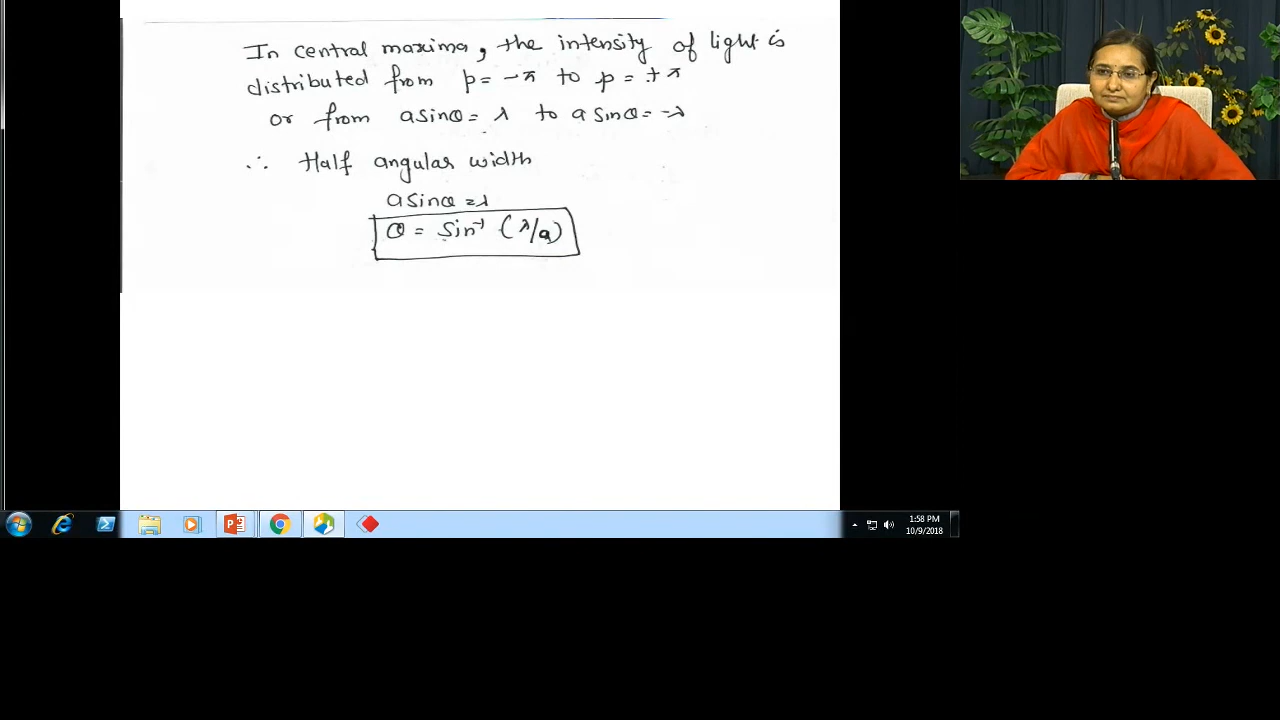 In central maxima, the intensity of light is
distributed from p = -π to p = +π
or from a sinθ = λ to a sinθ = -λ
∴ Half angular width
a sinθ = λ
θ = Sin⁻¹ (λ/a)
1:58 PM
10/9/2018